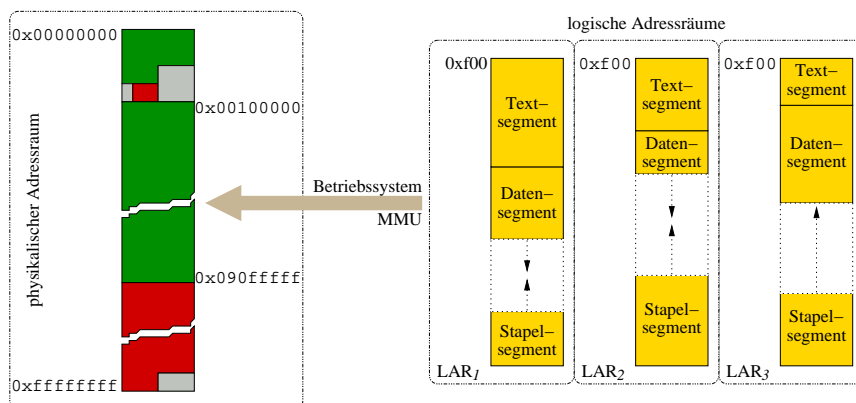 logische Adressräume
0x00000000
0x00100000
0x090fffff
0xffffffff
physikalischer Adressraum
Betriebssystem
MMU
0xf00
Text–
segment
Daten–
segment
Stapel–
segment
LAR1
0xf00
Text–
segment
Daten–
segment
Stapel–
segment
LAR2
0xf00
Text–
segment
Daten–
segment
Stapel–
segment
LAR3